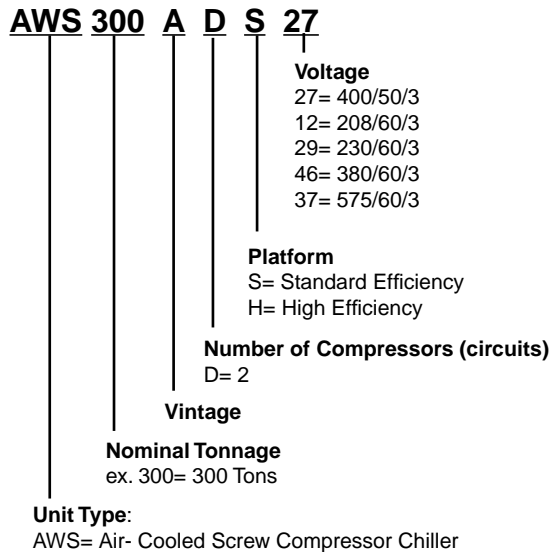 AWS 300 A D S 27
Voltage
27= 400/50/3
12= 208/60/3
29= 230/60/3
46= 380/60/3
37= 575/60/3
Platform
S= Standard Efficiency
H= High Efficiency
Number of Compressors (circuits)
D= 2
Vintage
Nominal Tonnage
ex. 300= 300 Tons
Unit Type:
AWS= Air- Cooled Screw Compressor Chiller